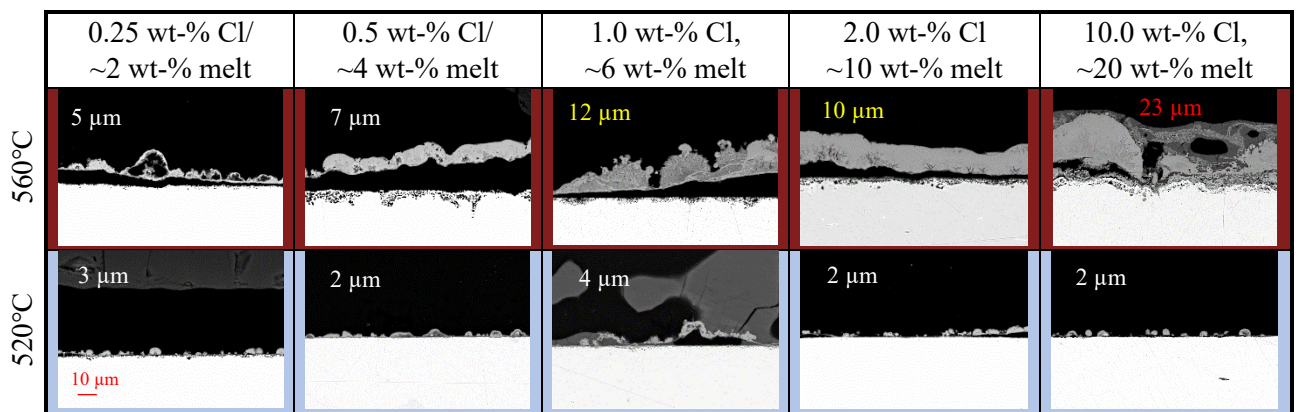 0.25 wt-% Cl/
~2 wt-% melt
0.5 wt-% Cl/
~4 wt-% melt
1.0 wt-% Cl,
~6 wt-% melt
2.0 wt-% Cl
~10 wt-% melt
10.0 wt-% Cl,
~20 wt-% melt
560°C
5 µm
7 µm
12 µm
10 µm
23 µm
520°C
3 µm
2 µm
4 µm
2 µm
2 µm
10 µm